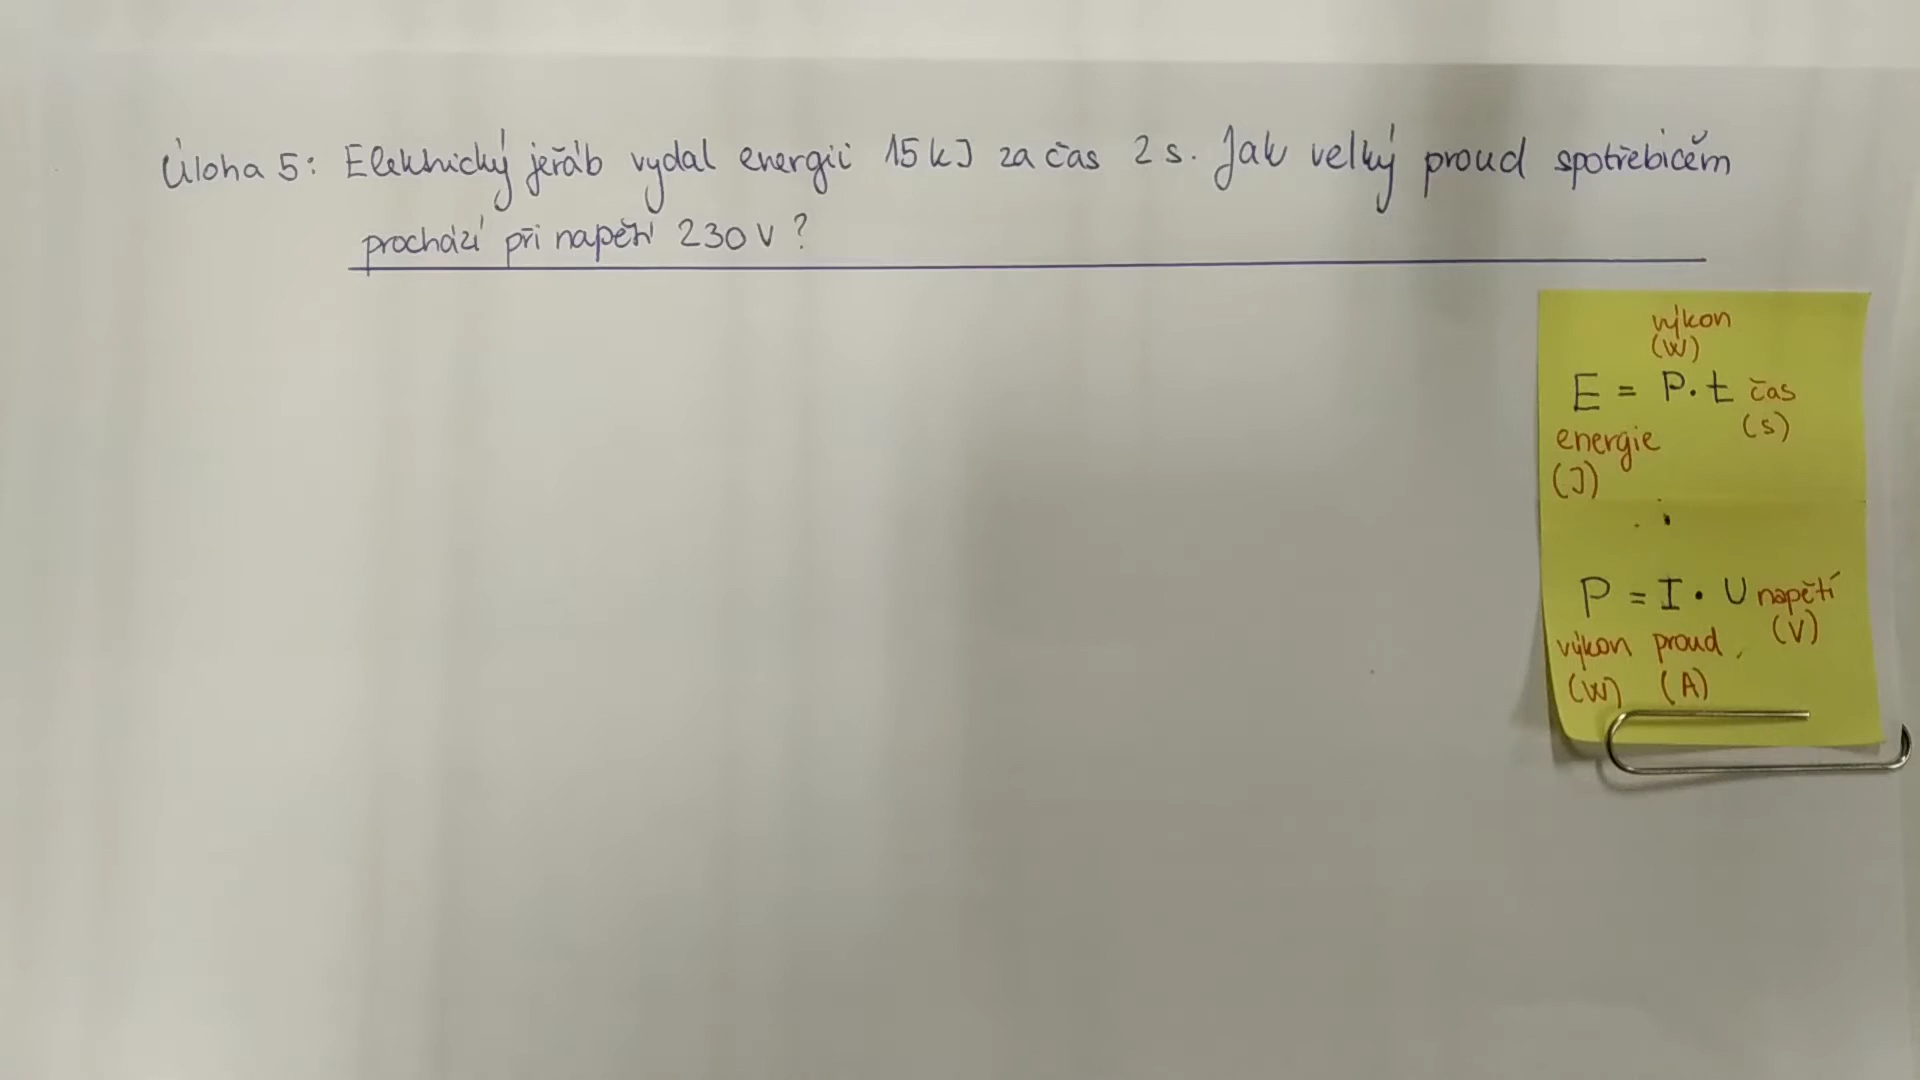 Úloha 5: Elektrický jeřáb vydal energii 15 kJ za čas 2 s. Jak velký proud spotřebičem
prochází při napětí 230 V?
výkon
(W)
E = P · t čas
energie (s)
(J)
P = I · U napětí
výkon proud (V)
(W) (A)